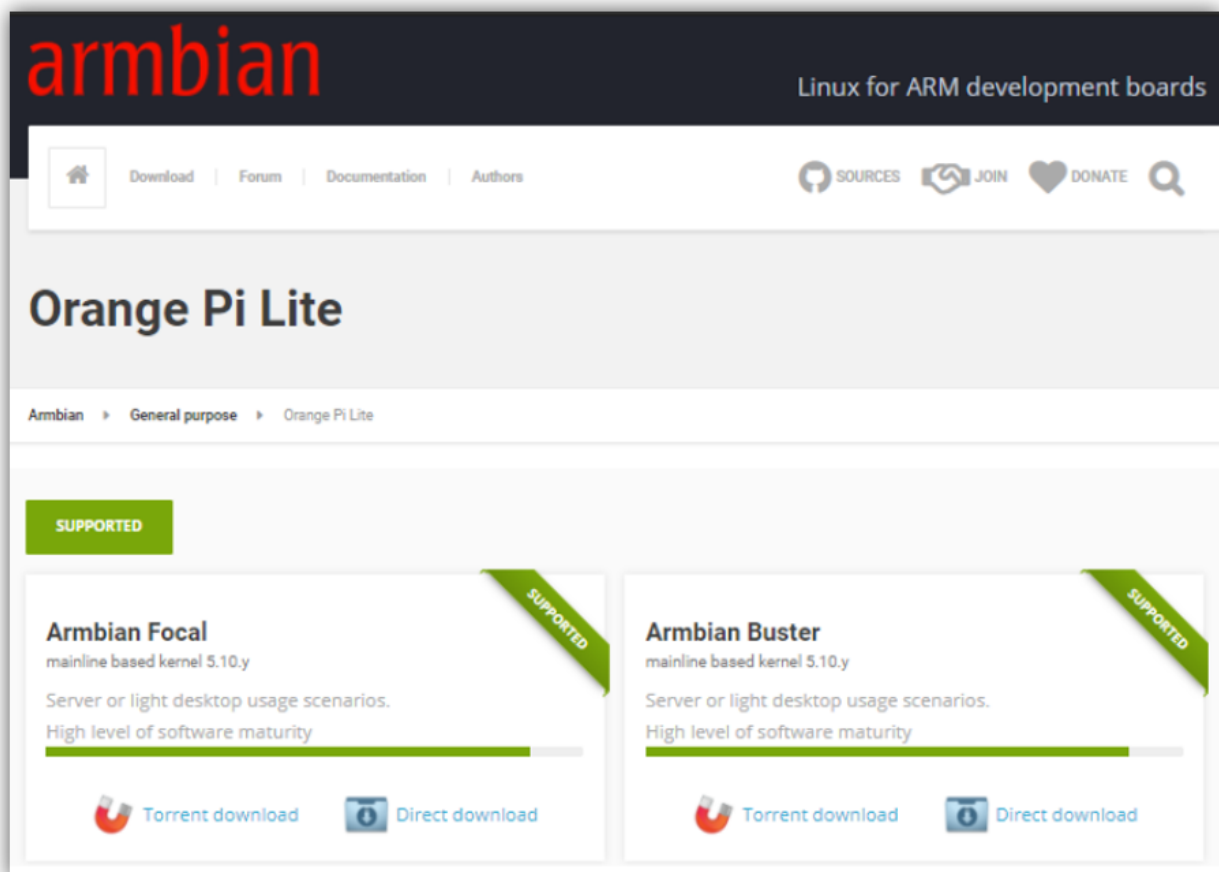 armbian
Linux for ARM development boards
Download | Forum | Documentation | Authors
SOURCES JOIN DONATE
Orange Pi Lite
Armbian General purpose Orange Pi Lite
SUPPORTED
SUPPORTED
Armbian Focal
mainline based kernel 5.10.y
Server or light desktop usage scenarios.
High level of software maturity
Torrent download Direct download
SUPPORTED
Armbian Buster
mainline based kernel 5.10.y
Server or light desktop usage scenarios.
High level of software maturity
Torrent download Direct download